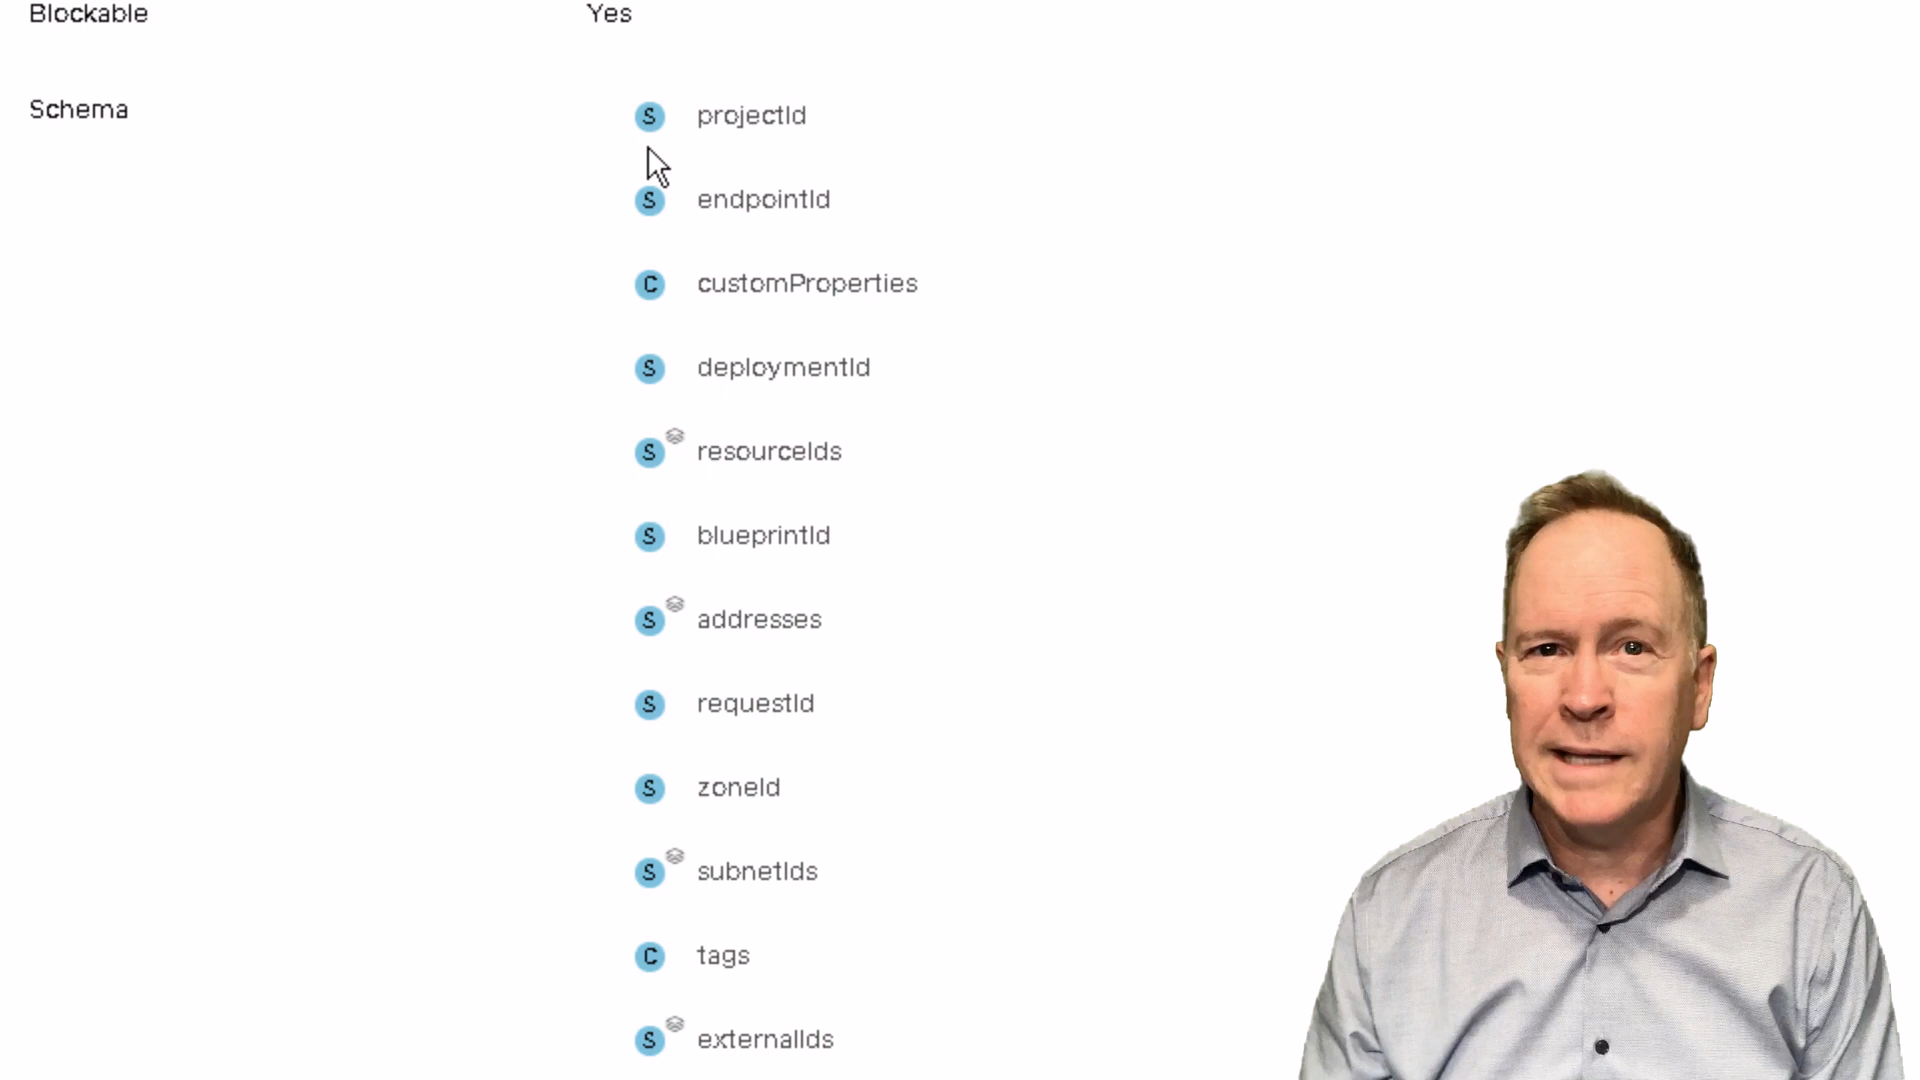 Blockable Yes
Schema S projectId
S endpointId
C customProperties
S deploymentId
S resourceIds
S blueprintId
S addresses
S requestId
S zoneId
S subnetIds
C tags
S externalIds